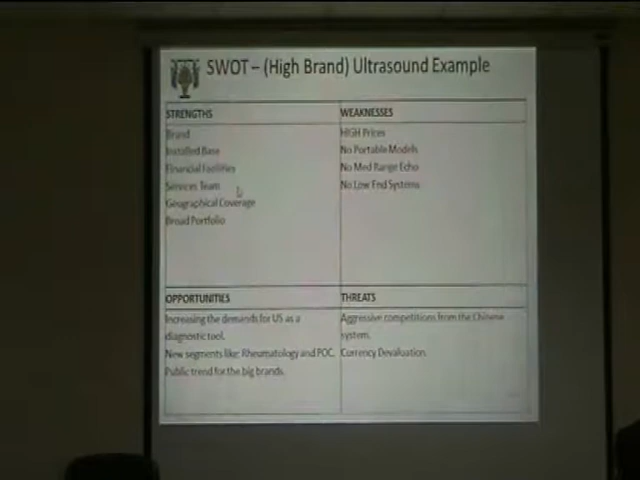 SWOT – (High Brand) Ultrasound Example
STRENGTHS
Brand
Installed Base
Financial Facilities
Services Team
Geographical Coverage
Broad Portfolio
WEAKNESSES
HIGH Prices
No Portable Models
No Med Range Echo
No Low End Systems
OPPORTUNITIES
Increasing the demands for US as a
diagnostic tool.
New segments like: Rheumatology and POC.
Public trend for the big brands.
THREATS
Aggressive competitions from the Chinese
system.
Currency Devaluation.